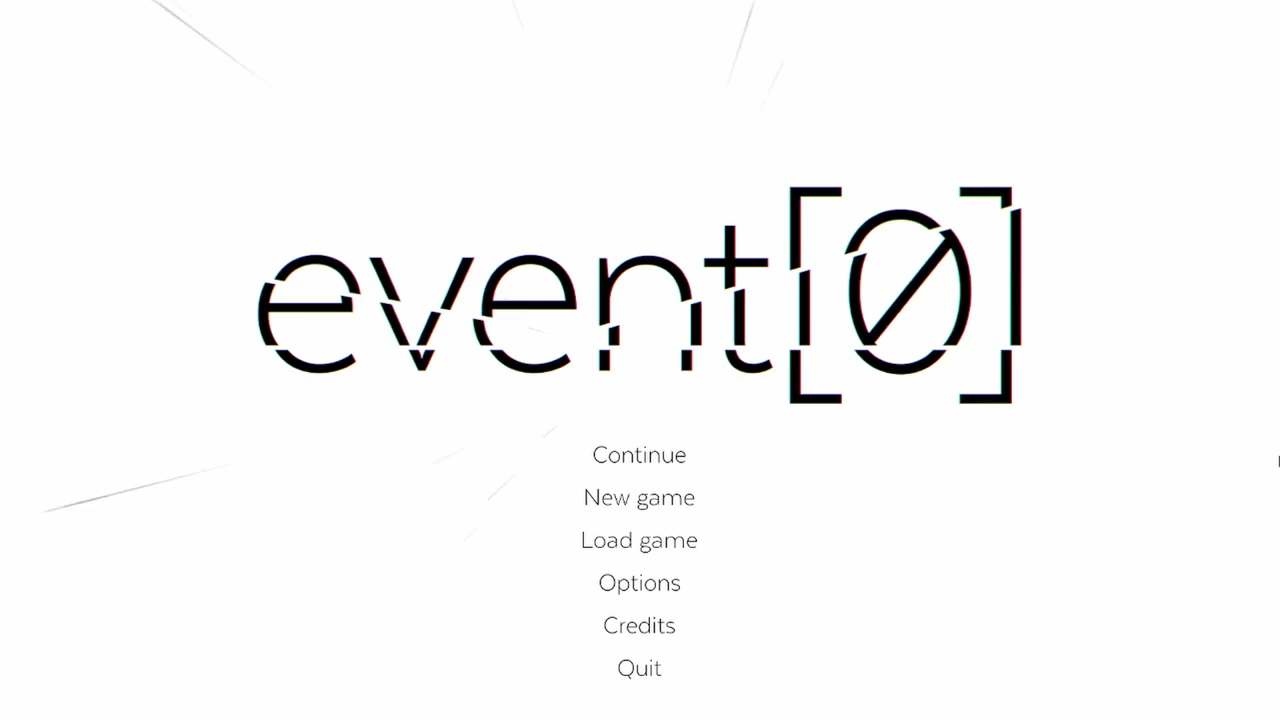 event[0]
Continue
New game
Load game
Options
Credits
Quit